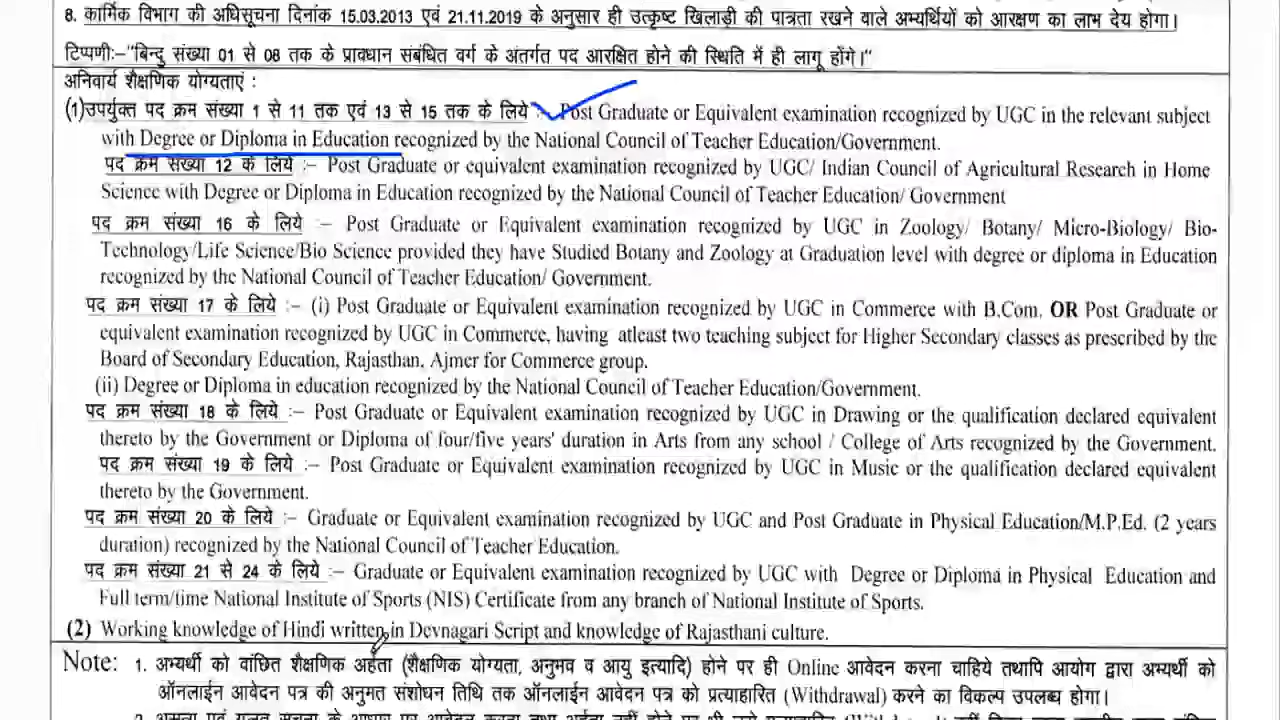 8. कार्मिक विभाग की अधिसूचना दिनांक 15.03.2013 एवं 21.11.2019 के अनुसार ही उत्कृष्ट खिलाड़ी की पात्रता रखने वाले अभ्यर्थियों को आरक्षण का लाभ देय होगा।
टिप्पणी:–"बिन्दु संख्या 01 से 08 तक के प्रावधान संबंधित वर्ग के अंतर्गत पद आरक्षित होने की स्थिति में ही लागू होंगे।"
अनिवार्य शैक्षणिक योग्यताएं :
(1)उपर्युक्त पद क्रम संख्या 1 से 11 तक एवं 13 से 15 तक के लिये :- Post Graduate or Equivalent examination recognized by UGC in the relevant subject
with Degree or Diploma in Education recognized by the National Council of Teacher Education/Government.
पद क्रम संख्या 12 के लिये :– Post Graduate or equivalent examination recognized by UGC/ Indian Council of Agricultural Research in Home
Science with Degree or Diploma in Education recognized by the National Council of Teacher Education/ Government
पद क्रम संख्या 16 के लिये :– Post Graduate or Equivalent examination recognized by UGC in Zoology/ Botany/ Micro-Biology/ Bio-
Technology/Life Science/Bio Science provided they have Studied Botany and Zoology at Graduation level with degree or diploma in Education
recognized by the National Council of Teacher Education/ Government.
पद क्रम संख्या 17 के लिये :– (i) Post Graduate or Equivalent examination recognized by UGC in Commerce with B.Com. OR Post Graduate or
equivalent examination recognized by UGC in Commerce, having atleast two teaching subject for Higher Secondary classes as prescribed by the
Board of Secondary Education, Rajasthan, Ajmer for Commerce group.
(ii) Degree or Diploma in education recognized by the National Council of Teacher Education/Government.
पद क्रम संख्या 18 के लिये :– Post Graduate or Equivalent examination recognized by UGC in Drawing or the qualification declared equivalent
thereto by the Government or Diploma of four/five years' duration in Arts from any school / College of Arts recognized by the Government.
पद क्रम संख्या 19 के लिये :– Post Graduate or Equivalent examination recognized by UGC in Music or the qualification declared equivalent
thereto by the Government.
पद क्रम संख्या 20 के लिये :– Graduate or Equivalent examination recognized by UGC and Post Graduate in Physical Education/M.P.Ed. (2 years
duration) recognized by the National Council of Teacher Education.
पद क्रम संख्या 21 से 24 के लिये :– Graduate or Equivalent examination recognized by UGC with Degree or Diploma in Physical Education and
Full term/time National Institute of Sports (NIS) Certificate from any branch of National Institute of Sports.
(2) Working knowledge of Hindi written in Devnagari Script and knowledge of Rajasthani culture.
Note: 1. अभ्यर्थी को वांछित शैक्षणिक अर्हता (शैक्षणिक योग्यता, अनुभव व आयु इत्यादि) होने पर ही Online आवेदन करना चाहिये तथापि आयोग द्वारा अभ्यर्थी को
ऑनलाईन आवेदन पत्र की अनुमत संशोधन तिथि तक ऑनलाईन आवेदन पत्र को प्रत्याहारित (Withdrawal) करने का विकल्प उपलब्ध होगा।